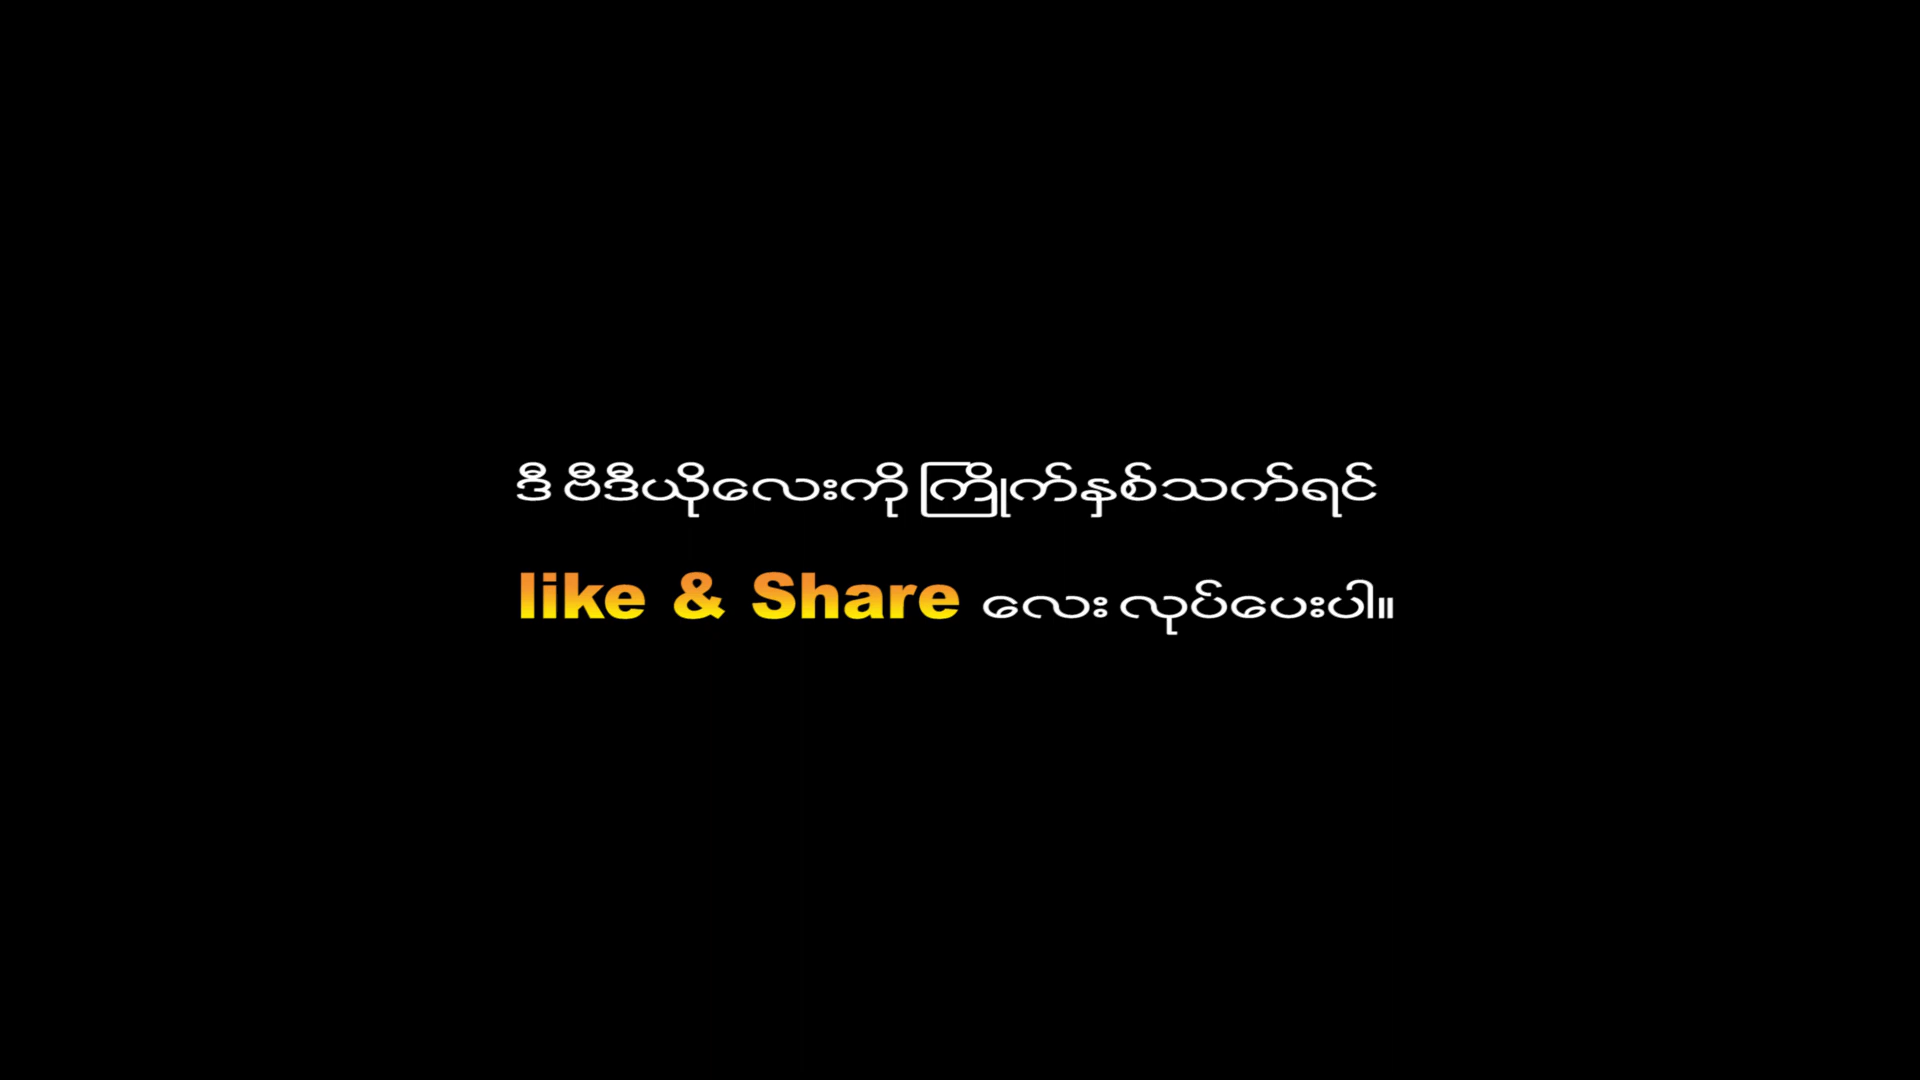 ဒီ ဗီဒီယိုလေးကို ကြိုက်နှစ်သက်ရင်
like & Share လေး လုပ်ပေးပါ။